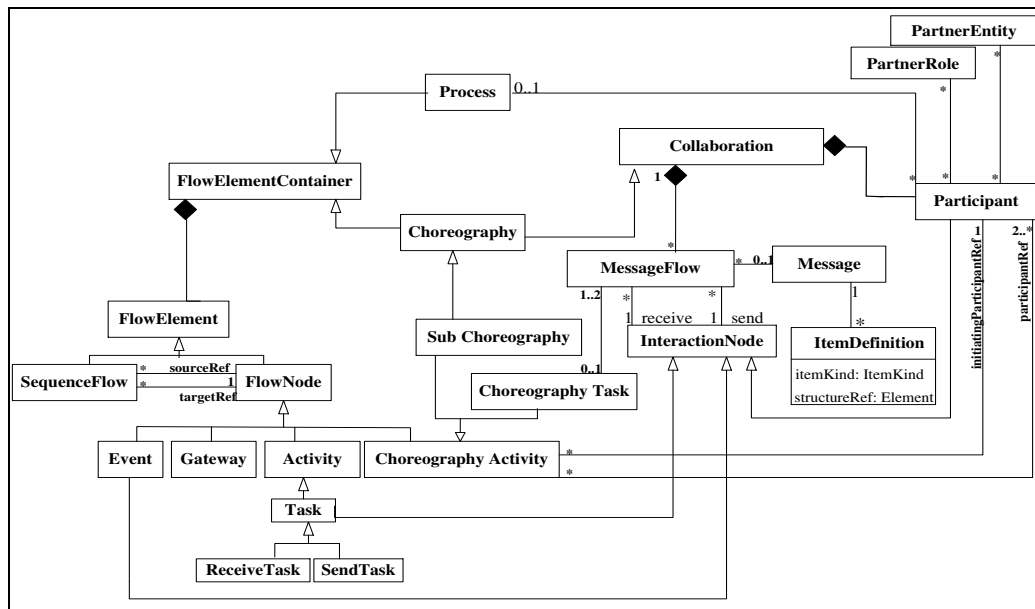 PartnerEntity
*
PartnerRole
*
Process
0..1
Collaboration
1
FlowElementContainer
* * *
Participant
1
2..*
Choreography
initiatingParticipantRef
participantRef
*
MessageFlow
*
0..1
Message
1..2
*
*
1
1 receive
1 send
*
FlowElement
Sub Choreography
InteractionNode
ItemDefinition
itemKind: ItemKind
structureRef: Element
SequenceFlow
*
sourceRef
*
1
targetRef
FlowNode
0..1
Choreography Task
Event
Gateway
Activity
Choreography Activity
*
*
Task
ReceiveTask
SendTask